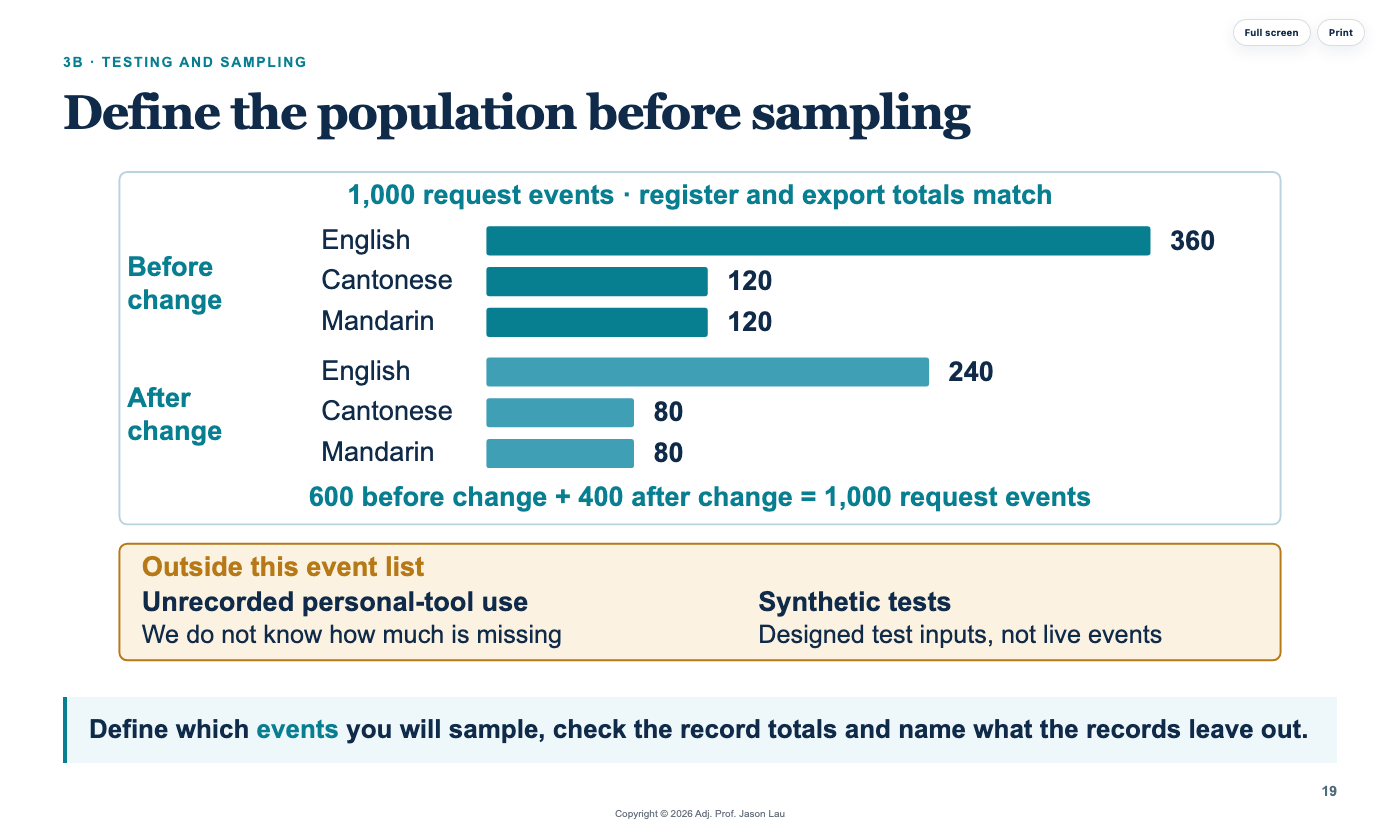 Full screen
Print
3B · TESTING AND SAMPLING
Define the population before sampling
1,000 request events · register and export totals match
Before
change
English 360
Cantonese 120
Mandarin 120
After
change
English 240
Cantonese 80
Mandarin 80
600 before change + 400 after change = 1,000 request events
Outside this event list
Unrecorded personal-tool use
We do not know how much is missing
Synthetic tests
Designed test inputs, not live events
Define which events you will sample, check the record totals and name what the records leave out.
19
Copyright © 2026 Adj. Prof. Jason Lau